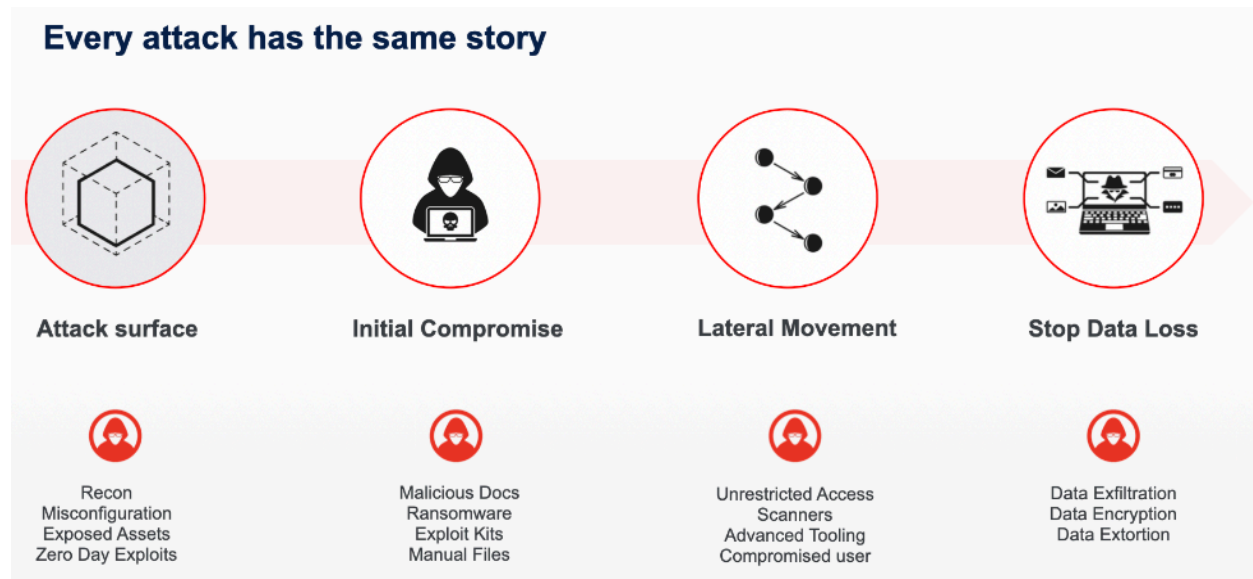 Every attack has the same story
Attack surface
Initial Compromise
Lateral Movement
Stop Data Loss
Recon
Misconfiguration
Exposed Assets
Zero Day Exploits
Malicious Docs
Ransomware
Exploit Kits
Manual Files
Unrestricted Access
Scanners
Advanced Tooling
Compromised user
Data Exfiltration
Data Encryption
Data Extortion